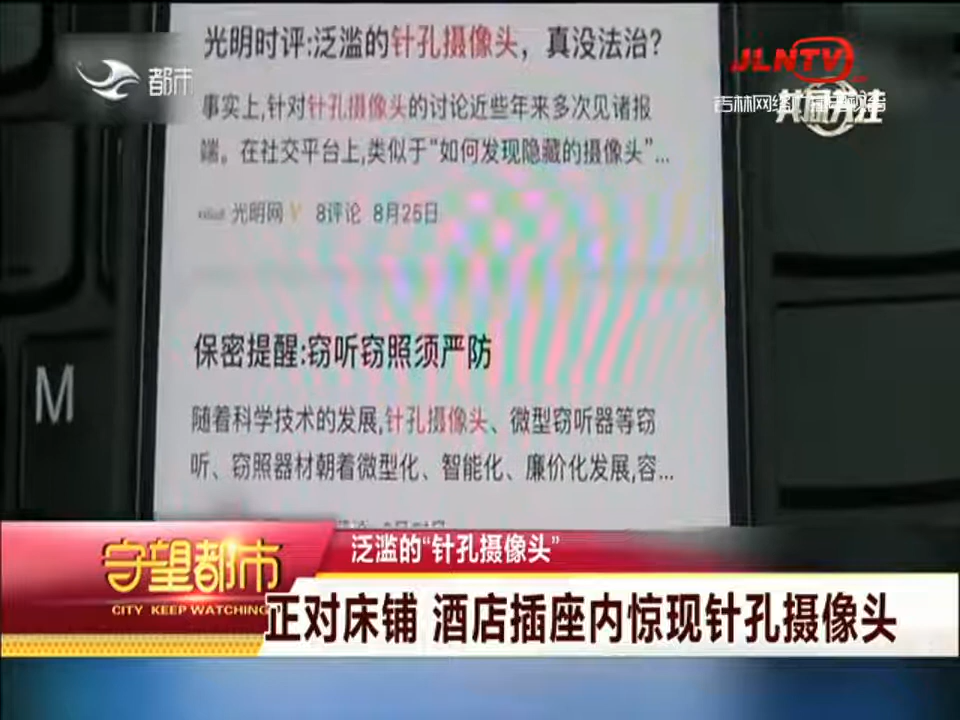 光明时评:泛滥的针孔摄像头，真没法治?
都市
JLNTV
吉林网络广播电视台
共同关注
事实上,针对针孔摄像头的讨论近些年来多次见诸报
端。在社交平台上,类似于“如何发现隐藏的摄像头”...
光明网 V 8评论 8月25日
保密提醒:窃听窃照须严防
M
随着科学技术的发展,针孔摄像头、微型窃听器等窃
听、窃照器材朝着微型化、智能化、廉价化发展,容...
守望都市
CITY KEEP WATCHING
泛滥的“针孔摄像头”
正对床铺 酒店插座内惊现针孔摄像头